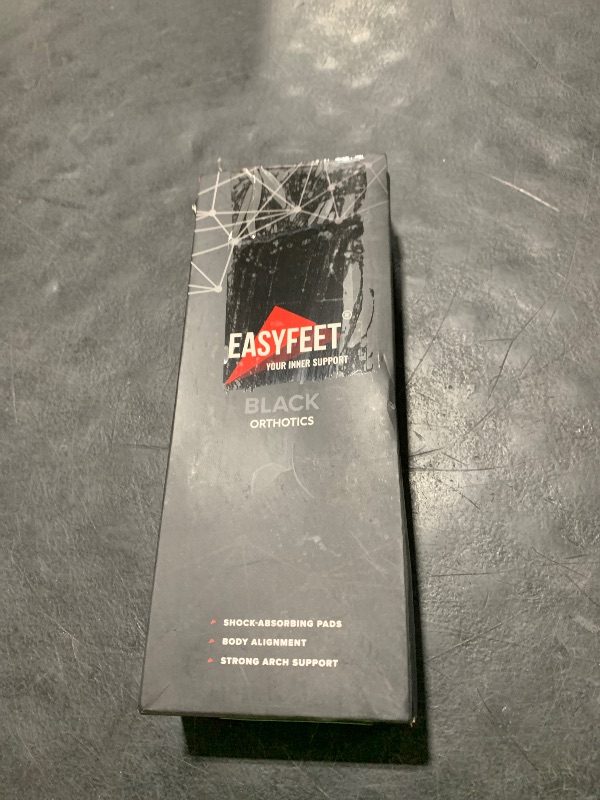 EASYFEET®
YOUR INNER SUPPORT
BLACK
ORTHOTICS
SHOCK-ABSORBING PADS
BODY ALIGNMENT
STRONG ARCH SUPPORT